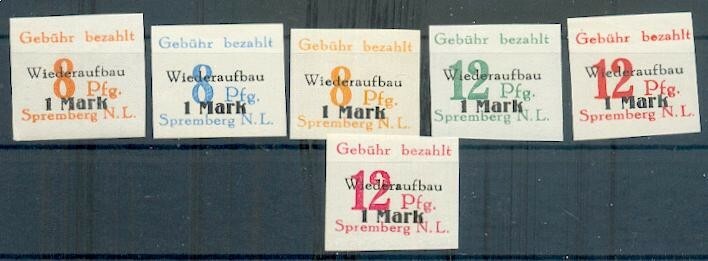 Gebühr bezahlt
Wiederaufbau
8 Pfg.
1 Mark
Spremberg N.L.
Gebühr bezahlt
Wiederaufbau
8 Pfg.
1 Mark
Spremberg N.L.
Gebühr bezahlt
Wiederaufbau
8 Pfg.
1 Mark
Spremberg N.L.
Gebühr bezahlt
Wiederaufbau
12 Pfg.
1 Mark
Spremberg N.L.
Gebühr bezahlt
Wiederaufbau
12 Pfg.
1 Mark
Spremberg N.L.
Gebühr bezahlt
Wiederaufbau
12 Pfg.
1 Mark
Spremberg N.L.